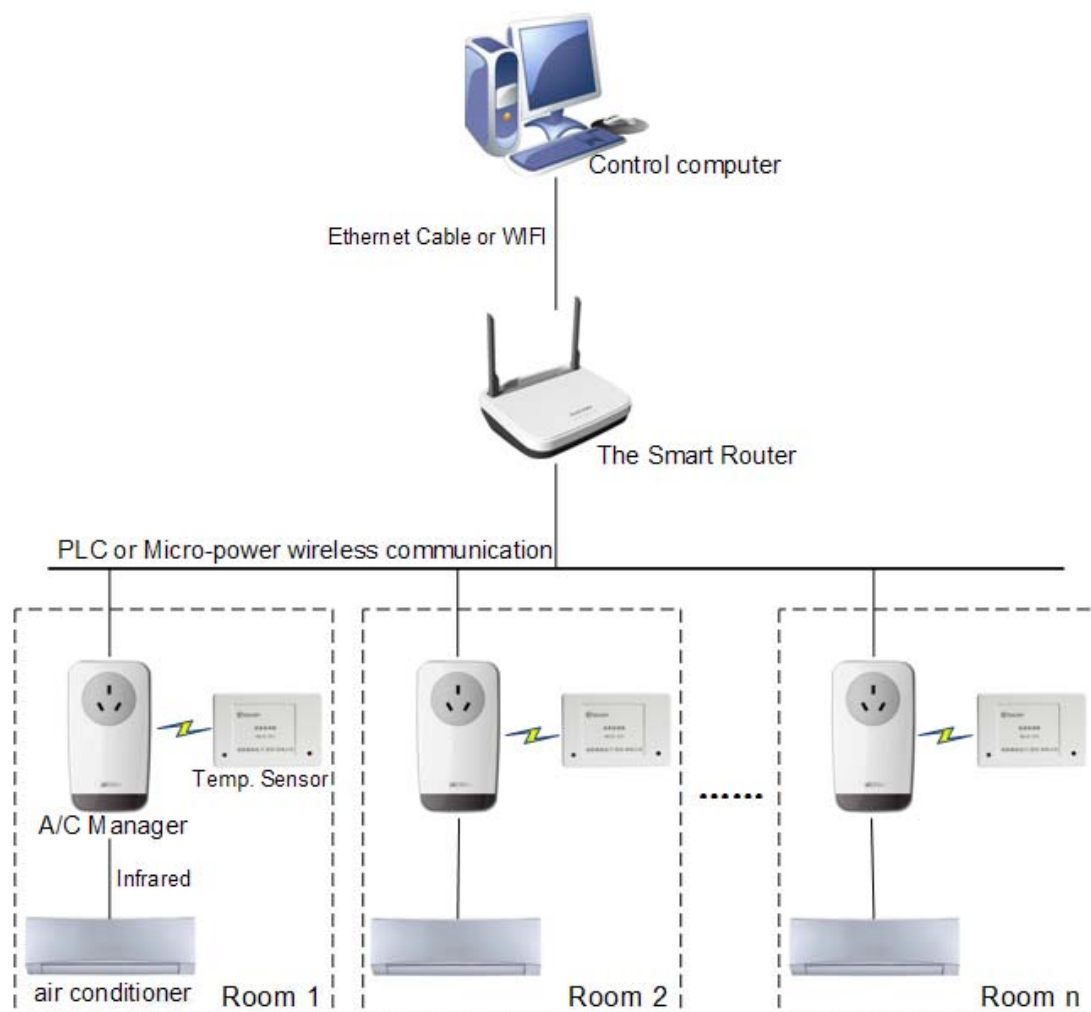 Control computer
Ethernet Cable or WIFI
The Smart Router
PLC or Micro-power wireless communication
Temp. Sensor
A/C Manager
Infrared
air conditioner
Room 1
Room 2
......
Room n